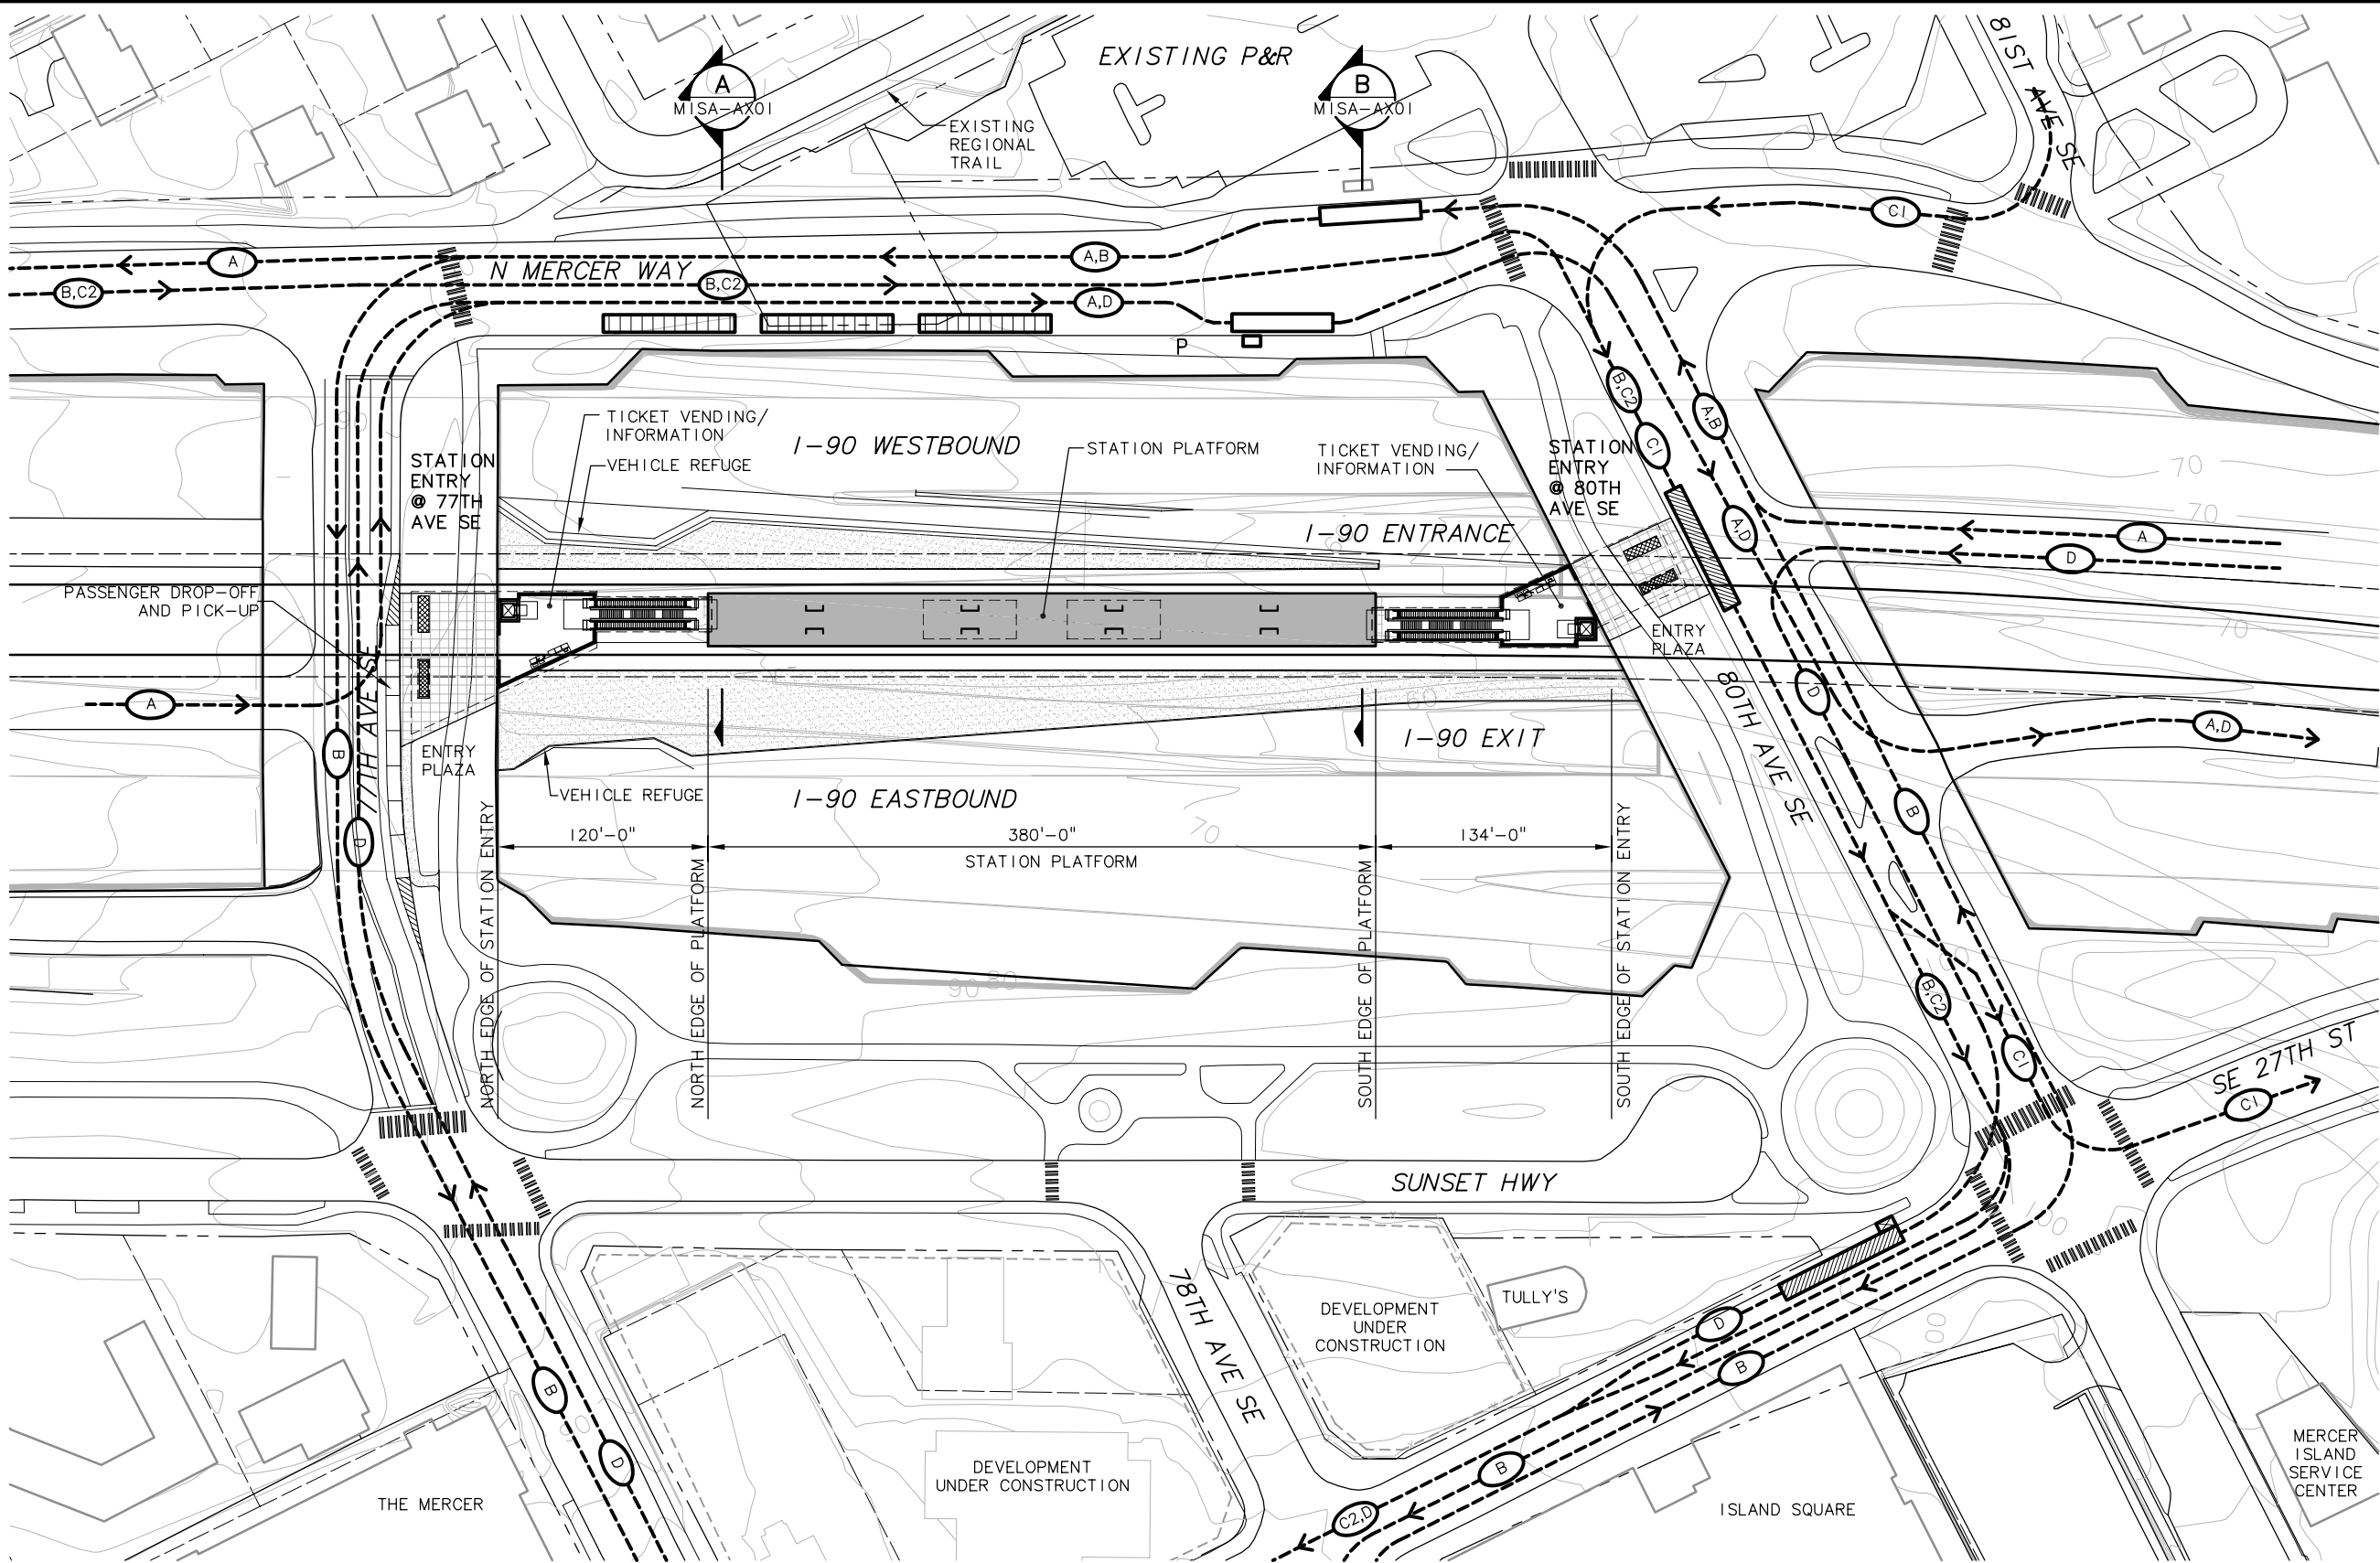 EXISTING P&R
A
MISA-AX01
B
MISA-AX01
81ST AVE SE
EXISTING
REGIONAL
TRAIL
C1
A
N MERCER WAY
A,B
B,C2
B,C2
A,D
P
B,C2
A,B
TICKET VENDING/
INFORMATION
VEHICLE REFUGE
I-90 WESTBOUND
STATION PLATFORM
TICKET VENDING/
INFORMATION
C1
STATION
ENTRY
@ 77TH
AVE SE
STATION
ENTRY
@ 80TH
AVE SE
70
70
I-90 ENTRANCE
A,D
A
D
90
PASSENGER DROP-OFF
AND PICK-UP
ENTRY
PLAZA
70
A
77TH AVE SE
60
80TH AVE SE
D
A,D
B
ENTRY
PLAZA
I-90 EXIT
VEHICLE REFUGE
I-90 EASTBOUND
B
D
120'-0"
380'-0"
134'-0"
STATION PLATFORM
70
NORTH EDGE OF STATION ENTRY
NORTH EDGE OF PLATFORM
SOUTH EDGE OF PLATFORM
SOUTH EDGE OF STATION ENTRY
90
80
B,C2
C1
SE 27TH ST
C1
SUNSET HWY
78TH AVE SE
DEVELOPMENT
UNDER
CONSTRUCTION
TULLY'S
D
B
B
D
B
C2,D
THE MERCER
DEVELOPMENT
UNDER CONSTRUCTION
ISLAND SQUARE
MERCER
ISLAND
SERVICE
CENTER